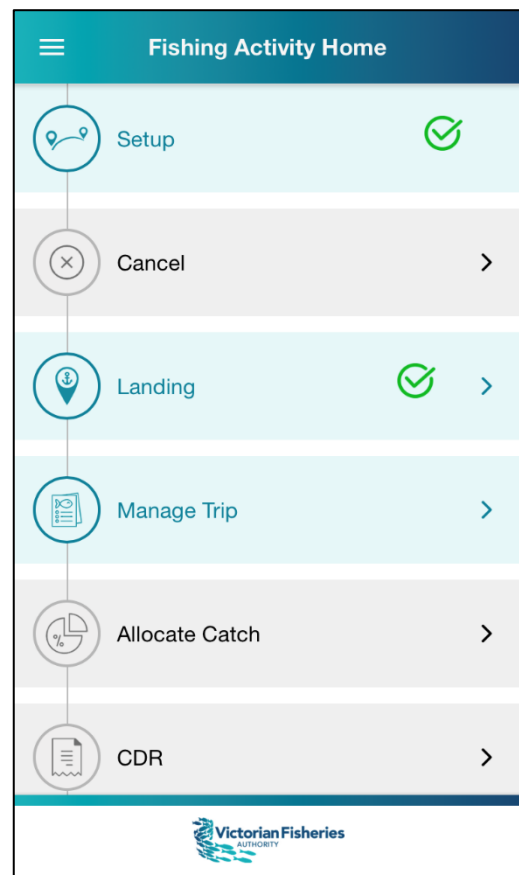 Fishing Activity Home
Setup
Cancel
Landing
Manage Trip
%
Allocate Catch
CDR
Victorian Fisheries
AUTHORITY